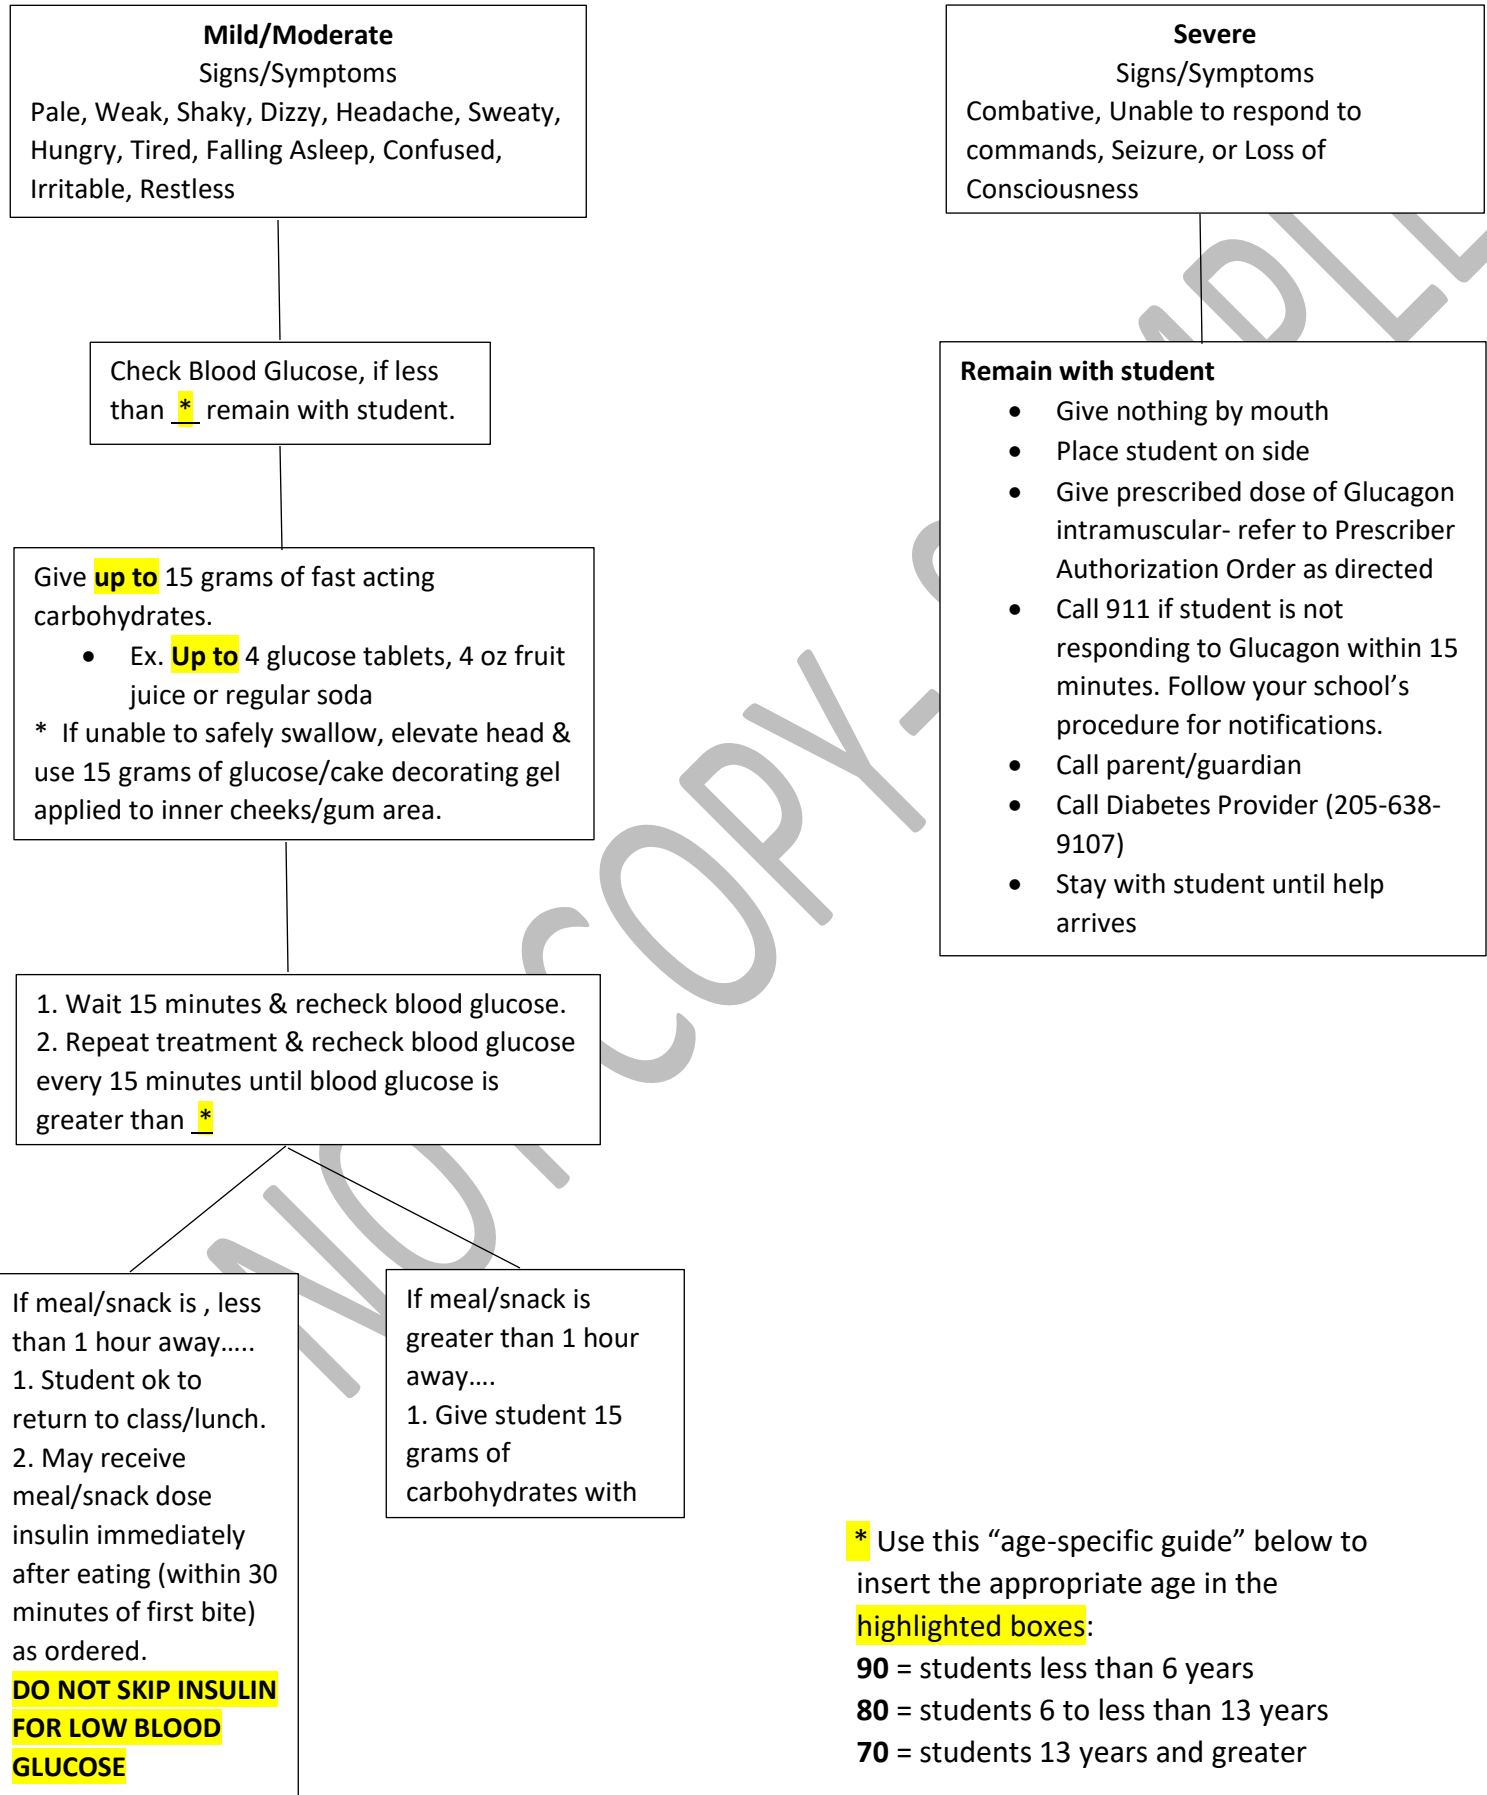 Mild/Moderate
Signs/Symptoms
Pale, Weak, Shaky, Dizzy, Headache, Sweaty,
Hungry, Tired, Falling Asleep, Confused,
Irritable, Restless
Severe
Signs/Symptoms
Combative, Unable to respond to
commands, Seizure, or Loss of
Consciousness
Check Blood Glucose, if less
than _*_ remain with student.
Give up to 15 grams of fast acting
carbohydrates.
• Ex. Up to 4 glucose tablets, 4 oz fruit
juice or regular soda
* If unable to safely swallow, elevate head &
use 15 grams of glucose/cake decorating gel
applied to inner cheeks/gum area.
1. Wait 15 minutes & recheck blood glucose.
2. Repeat treatment & recheck blood glucose
every 15 minutes until blood glucose is
greater than _*
Remain with student
• Give nothing by mouth
• Place student on side
• Give prescribed dose of Glucagon
intramuscular- refer to Prescriber
Authorization Order as directed
• Call 911 if student is not
responding to Glucagon within 15
minutes. Follow your school’s
procedure for notifications.
• Call parent/guardian
• Call Diabetes Provider (205-638-
9107)
• Stay with student until help
arrives
If meal/snack is , less
than 1 hour away…..
1. Student ok to
return to class/lunch.
2. May receive
meal/snack dose
insulin immediately
after eating (within 30
minutes of first bite)
as ordered.
DO NOT SKIP INSULIN
FOR LOW BLOOD
GLUCOSE
If meal/snack is
greater than 1 hour
away….
1. Give student 15
grams of
carbohydrates with
* Use this “age-specific guide” below to
insert the appropriate age in the
highlighted boxes:
90 = students less than 6 years
80 = students 6 to less than 13 years
70 = students 13 years and greater